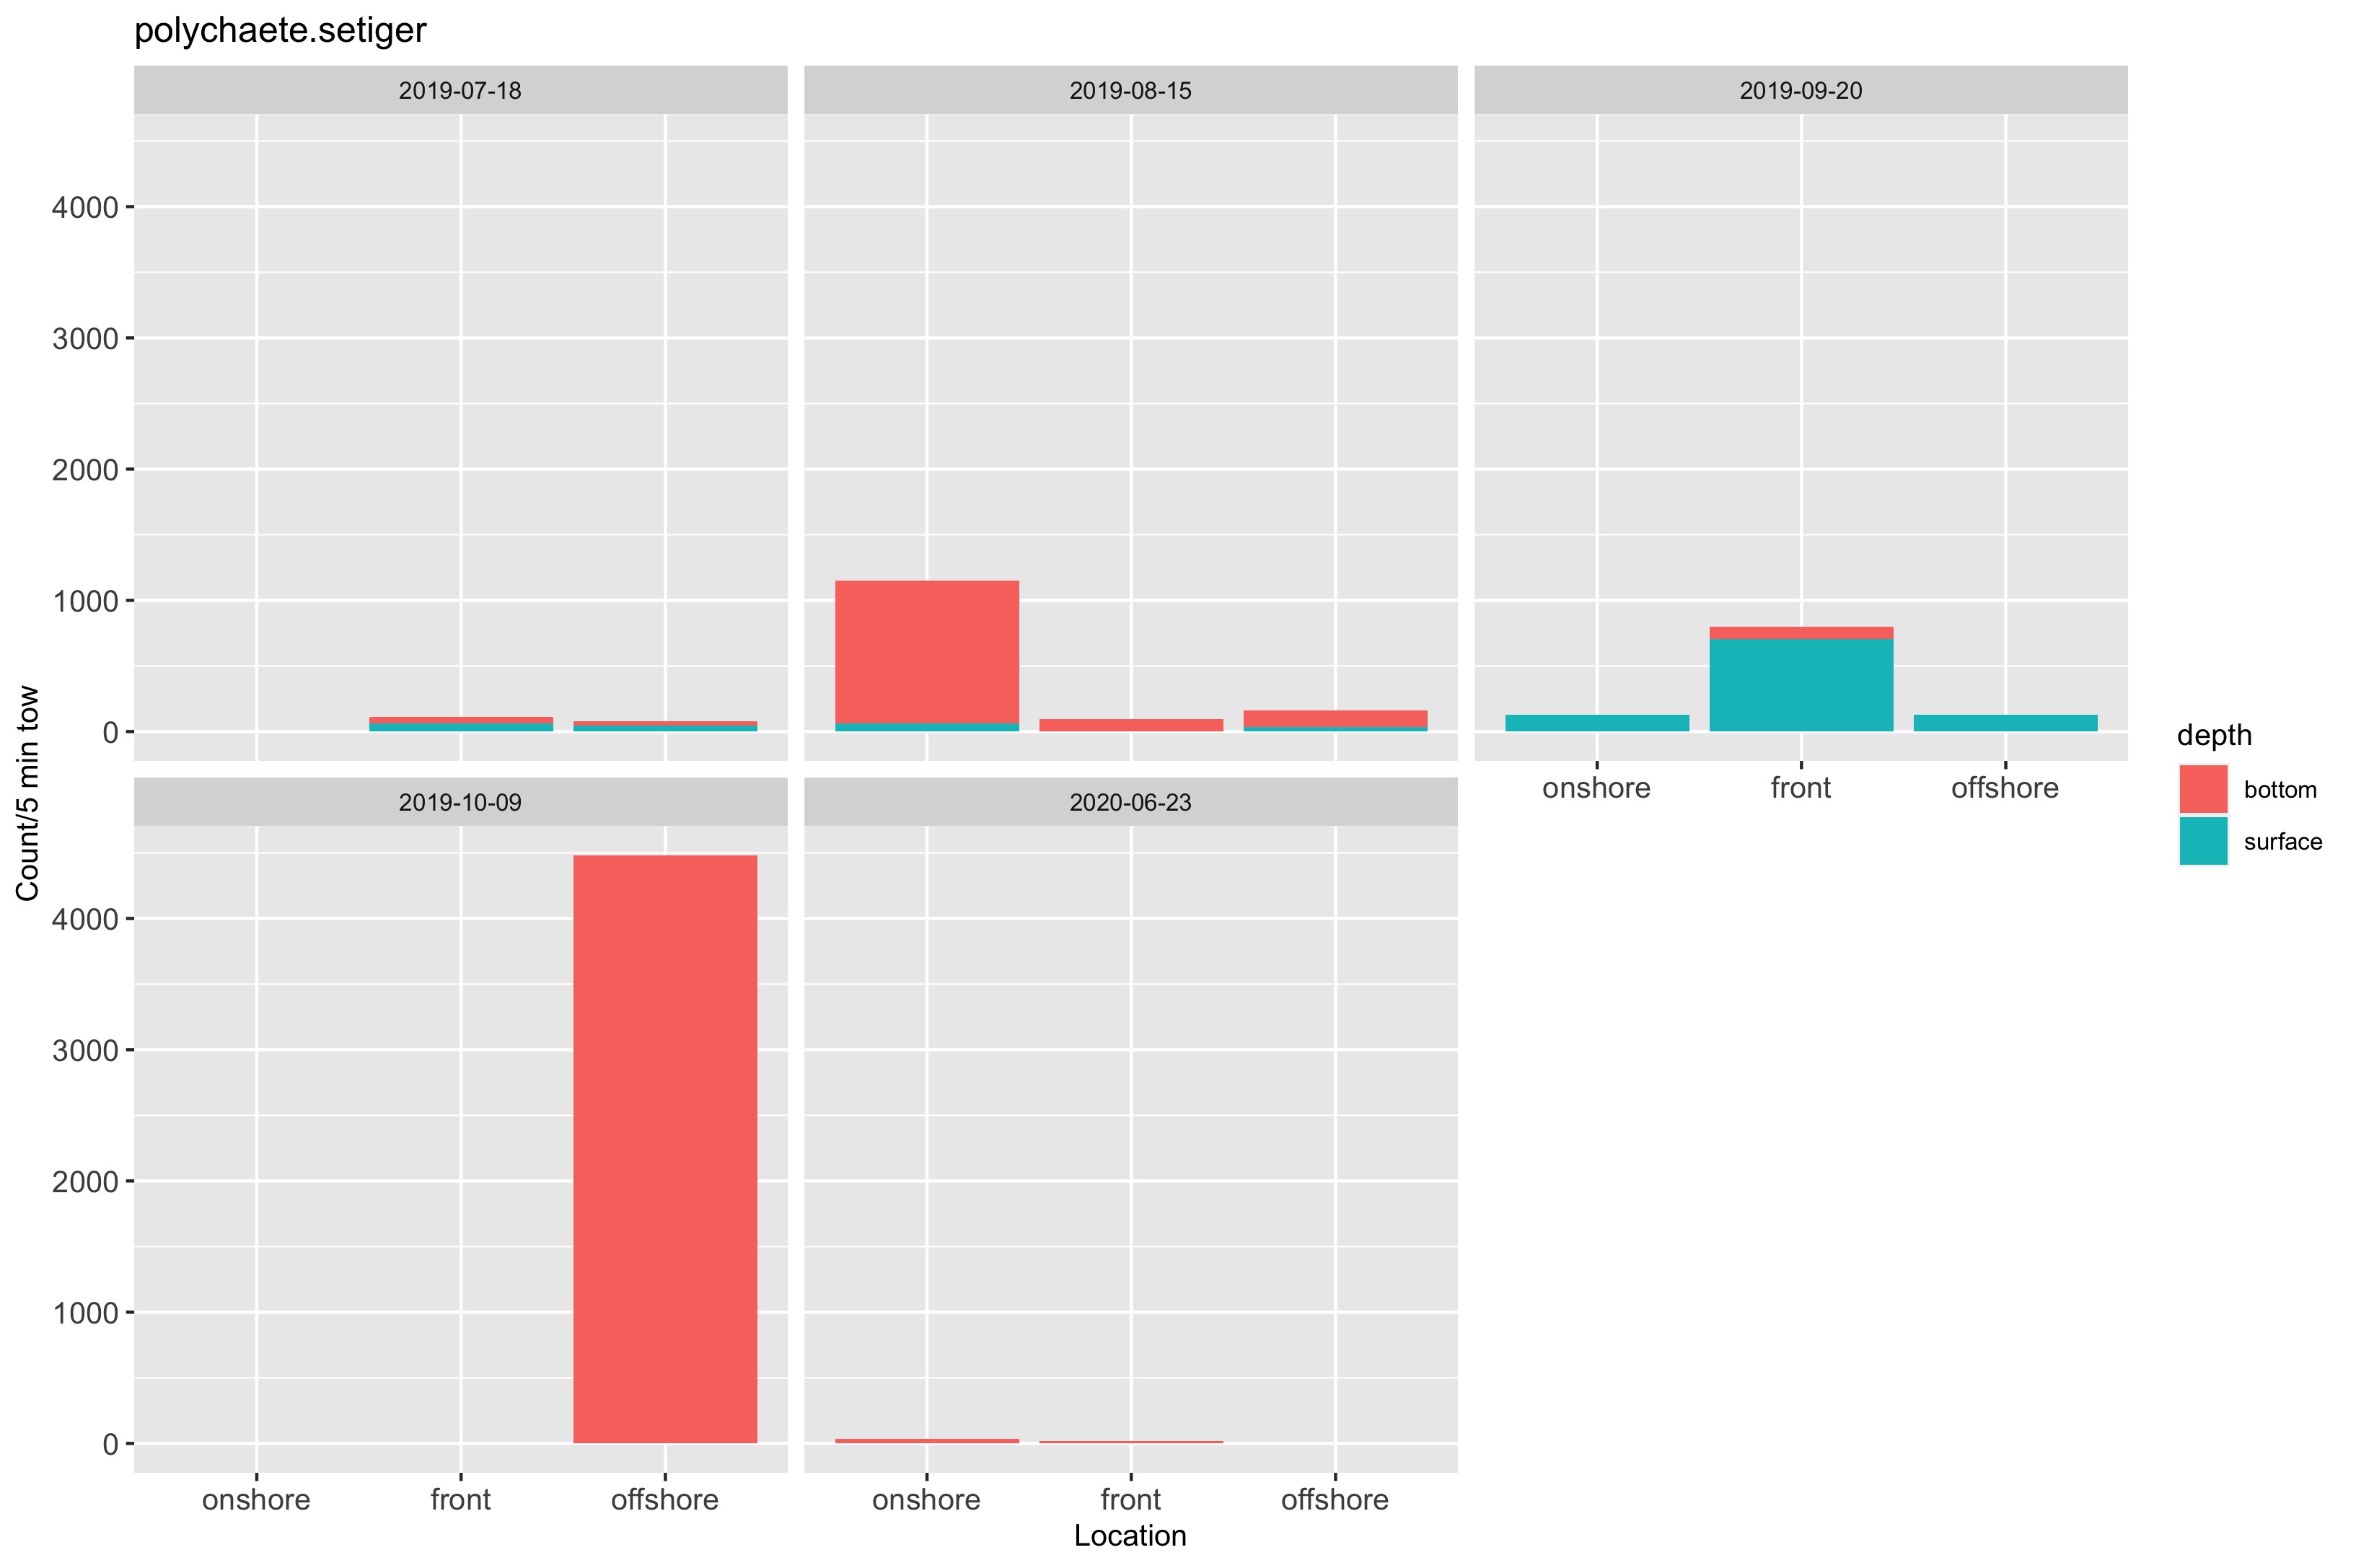 polychaete.setiger
2019-07-18
2019-08-15
2019-09-20
4000
3000
2000
1000
0
onshore front offshore
Count/5 min tow
depth
bottom
surface
2019-10-09
2020-06-23
4000
3000
2000
1000
0
onshore front offshore
onshore front offshore
Location